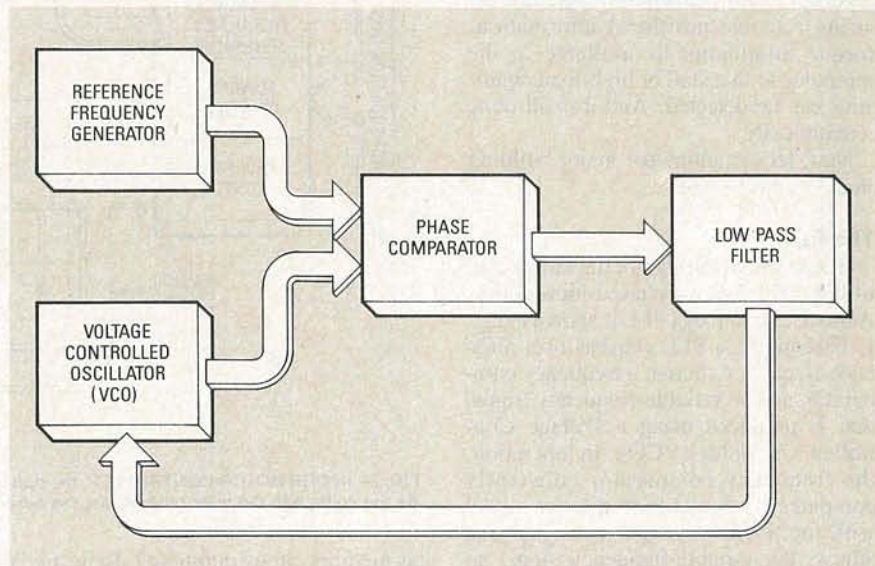 REFERENCE
FREQUENCY
GENERATOR
PHASE
COMPARATOR
LOW PASS
FILTER
VOLTAGE
CONTROLLED
OSCILLATOR
(VCO)